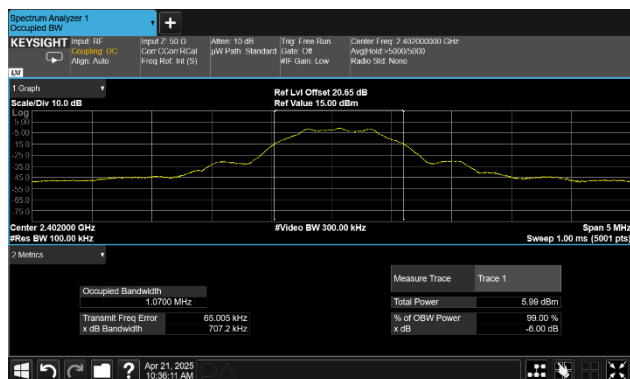 Spectrum Analyzer 1
Occupied BW
+
KEYSIGHT Input: RF Input Z: 50 Ω Atten: 10 dB Trig: Free Run Center Freq: 2.402000000 GHz
Coupling: DC Corr CCorr RCal µW Path: Standard Gate: Off Avg|Hold:>5000/5000
Align: Auto Freq Ref: Int (S) #IF Gain: Low Radio Std: None
LXI
1 Graph
Ref Lvl Offset 20.65 dB
Scale/Div 10.0 dB Ref Value 15.00 dBm
Log
5.00
-5.00
-15.0
-25.0
-35.0
-45.0
-55.0
-65.0
-75.0
Center 2.402000 GHz #Video BW 300.00 kHz Span 5 MHz
#Res BW 100.00 kHz Sweep 1.00 ms (5001 pts)
2 Metrics
Measure Trace Trace 1
Occupied Bandwidth
1.0700 MHz Total Power 5.99 dBm
Transmit Freq Error 65.005 kHz % of OBW Power 99.00 %
x dB Bandwidth 707.2 kHz x dB -6.00 dB
? Apr 21, 2025
10:36:11 AM